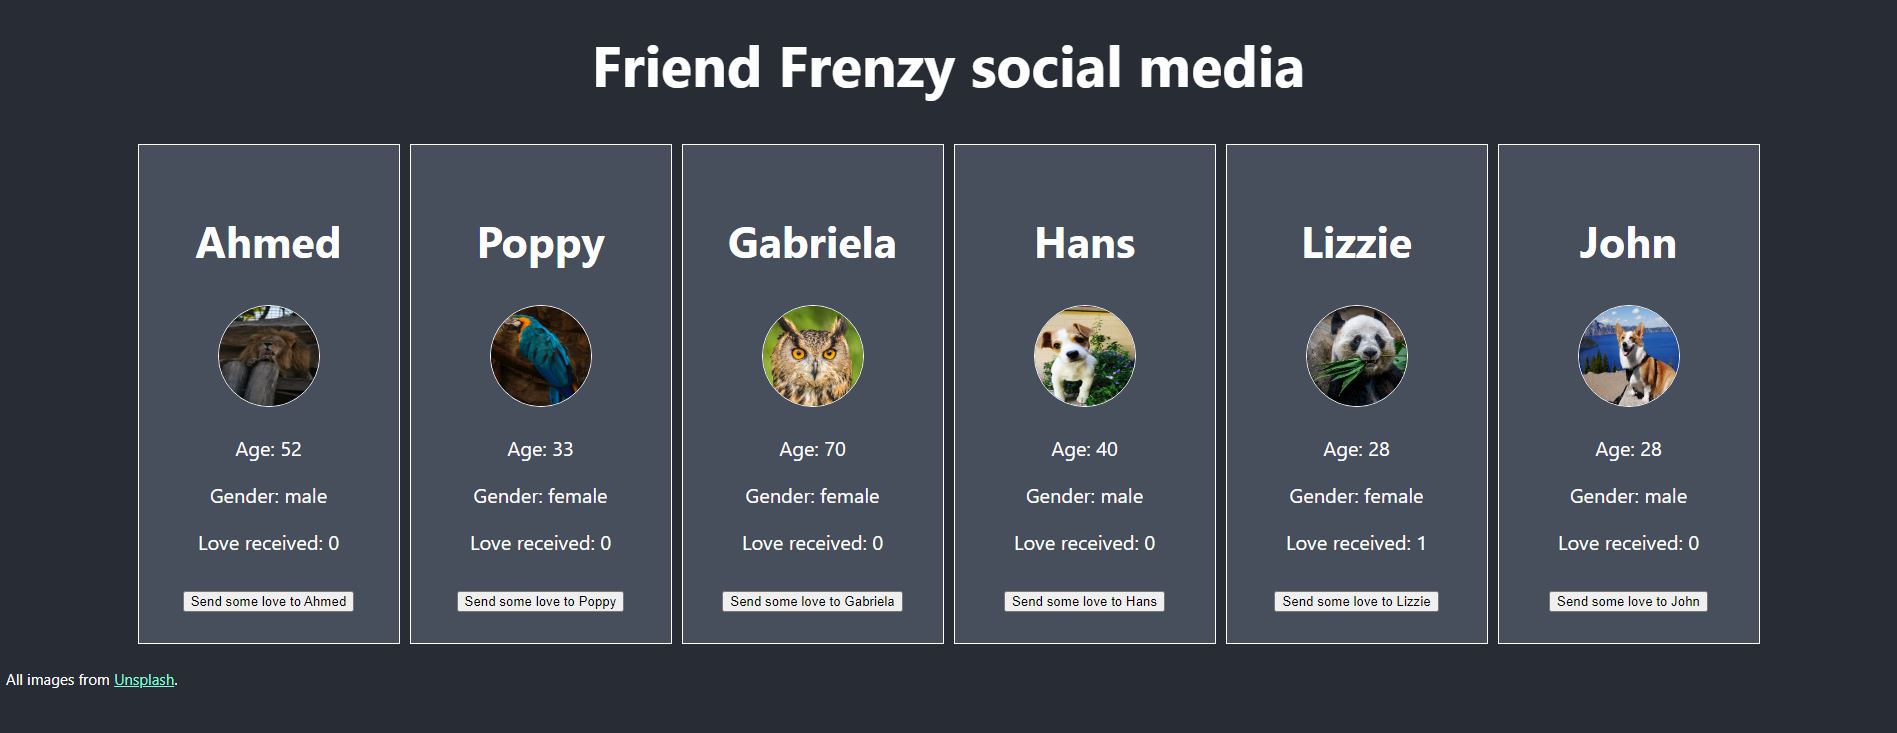 Friend Frenzy social media
Ahmed
Age: 52
Gender: male
Love received: 0
Send some love to Ahmed
Poppy
Age: 33
Gender: female
Love received: 0
Send some love to Poppy
Gabriela
Age: 70
Gender: female
Love received: 0
Send some love to Gabriela
Hans
Age: 40
Gender: male
Love received: 0
Send some love to Hans
Lizzie
Age: 28
Gender: female
Love received: 1
Send some love to Lizzie
John
Age: 28
Gender: male
Love received: 0
Send some love to John
All images from Unsplash.